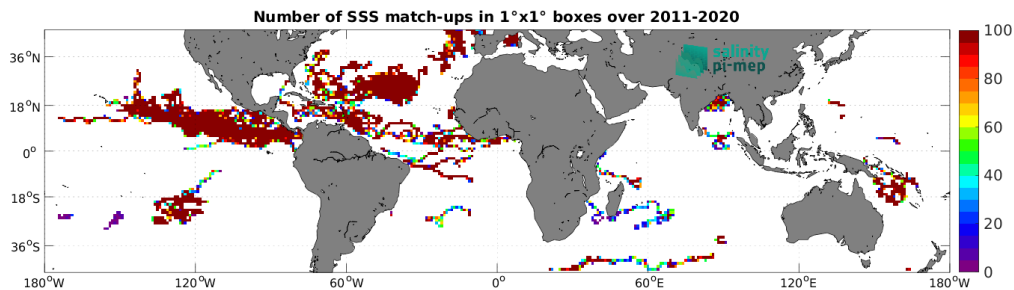 Number of SSS match-ups in 1°x1° boxes over 2011-2020
salinity
pi-mep
36°N
18°N
0°
18°S
36°S
180°W 120°W 60°W 0° 60°E 120°E 180°W
100
80
60
40
20
0